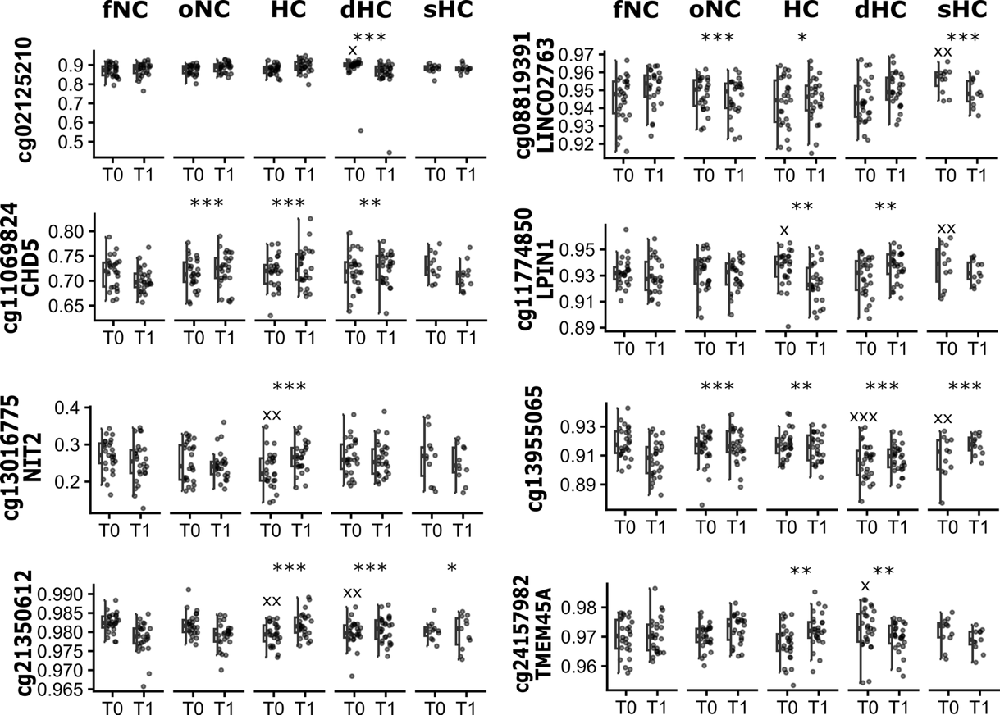 fNC oNC HC dHC sHC
cg02125210
***
x
0.9
0.8
0.7
0.6
0.5
T0 T1 T0 T1 T0 T1 T0 T1 T0 T1
cg11069824
CHD5
*** *** **
0.80
0.75
0.70
0.65
T0 T1 T0 T1 T0 T1 T0 T1 T0 T1
cg13016775
NIT2
***
xx
0.4
0.3
0.2
T0 T1 T0 T1 T0 T1 T0 T1 T0 T1
cg21350612
*** *** *
xx xx
0.990
0.985
0.980
0.975
0.970
0.965
T0 T1 T0 T1 T0 T1 T0 T1 T0 T1
fNC oNC HC dHC sHC
cg08819391
LINC02763
*** * ***
xx
0.97
0.96
0.95
0.94
0.93
0.92
T0 T1 T0 T1 T0 T1 T0 T1 T0 T1
cg11774850
LPIN1
** **
x xx
0.95
0.93
0.91
0.89
T0 T1 T0 T1 T0 T1 T0 T1 T0 T1
cg13955065
*** ** *** ***
xxx xx
0.93
0.91
0.89
T0 T1 T0 T1 T0 T1 T0 T1 T0 T1
cg24157982
TMEM45A
** **
x
0.98
0.97
0.96
T0 T1 T0 T1 T0 T1 T0 T1 T0 T1